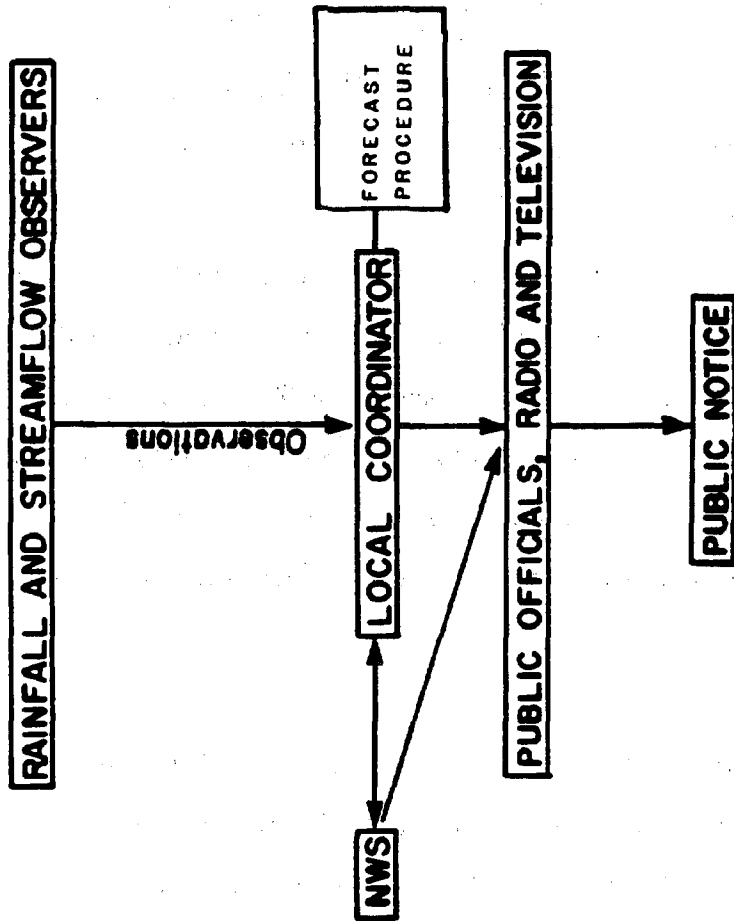 RAINFALL AND STREAMFLOW OBSERVERS
Observations
NWS
LOCAL COORDINATOR
FORECAST
PROCEDURE
PUBLIC OFFICIALS, RADIO AND TELEVISION
PUBLIC NOTICE